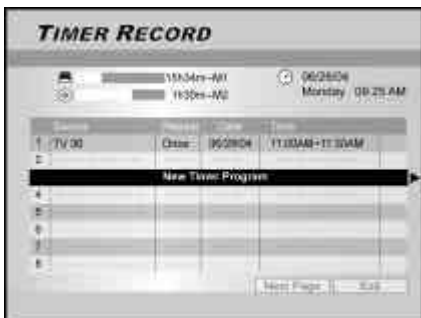 TIMER RECORD
15h34m-M1
1h30m-M2
06/28/04
Monday 09:25 AM
Source Repeat Date Time
1 TV 30 Once 06/28/04 11:00AM-11:30AM
2
New Timer Program
4
5
6
7
8
Next Page Exit